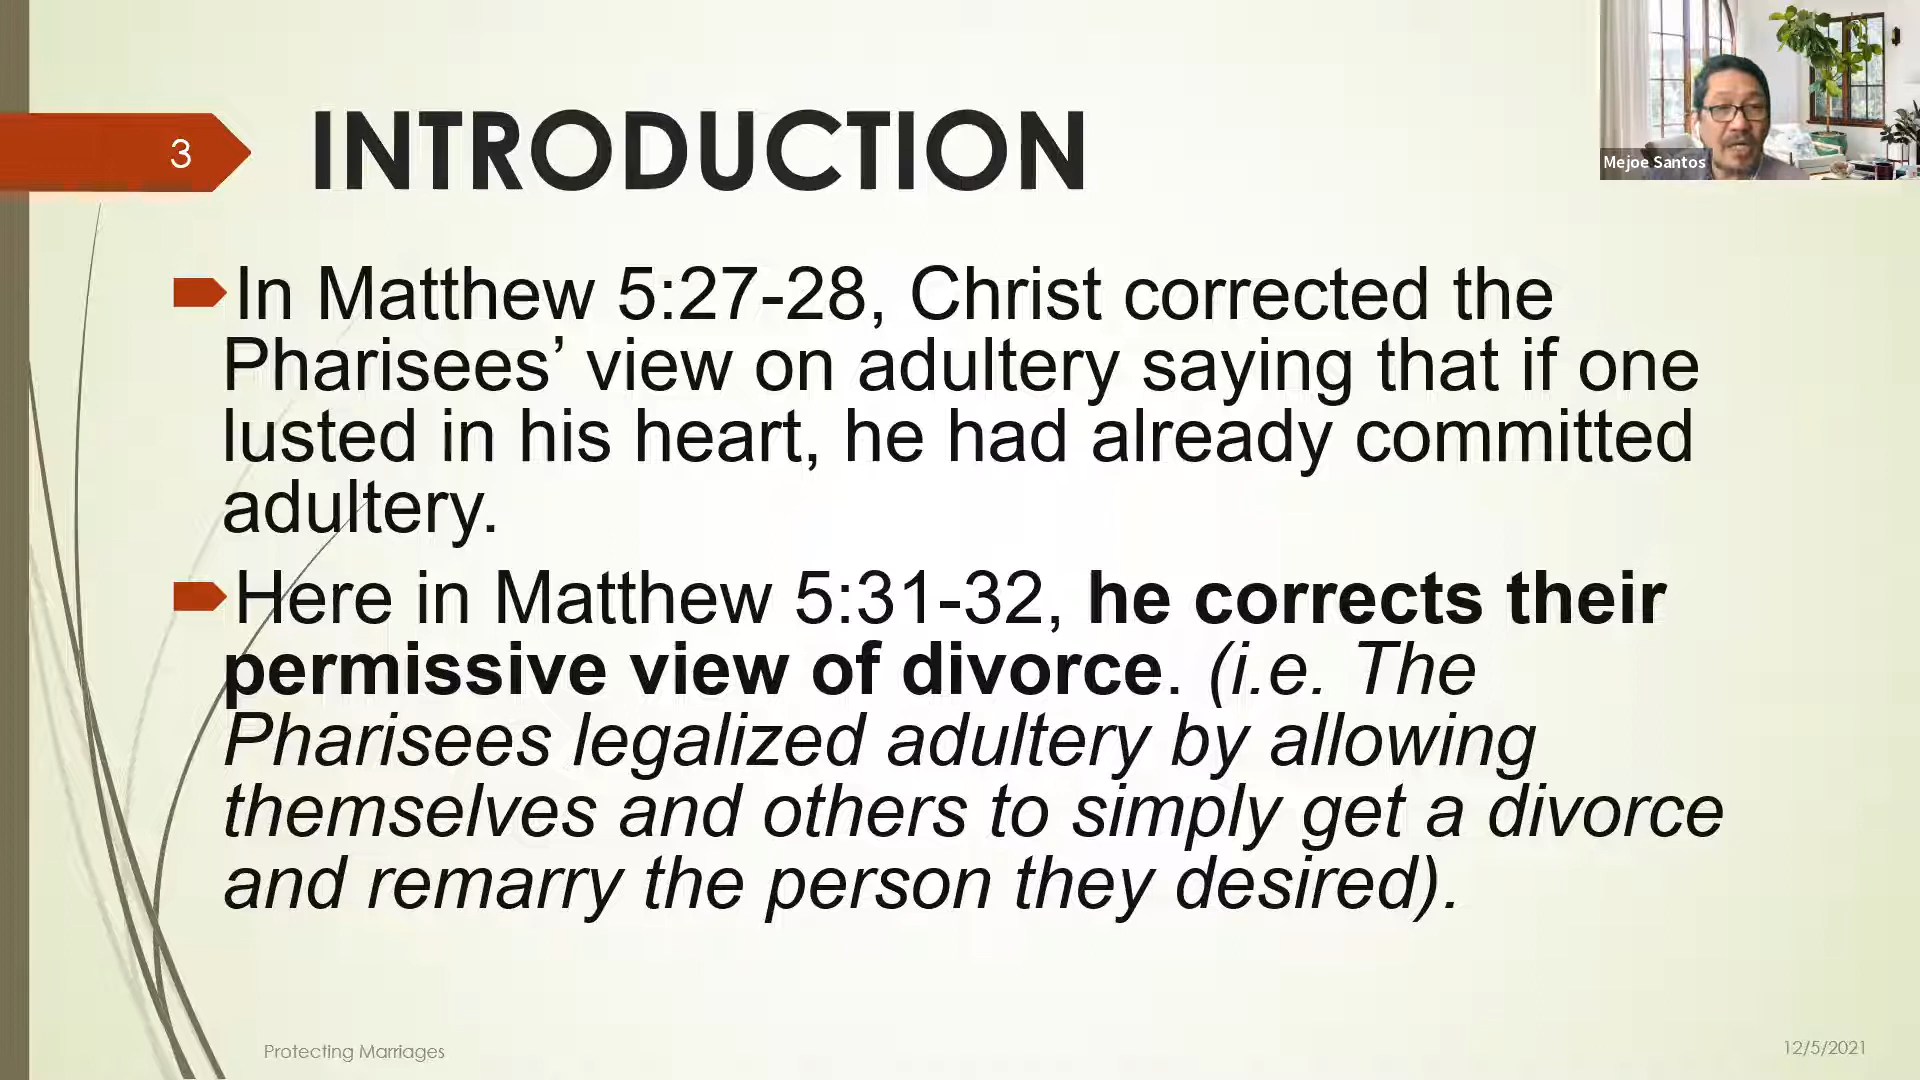 3
INTRODUCTION
Mejoe Santos
In Matthew 5:27-28, Christ corrected the
Pharisees’ view on adultery saying that if one
lusted in his heart, he had already committed
adultery.
Here in Matthew 5:31-32, he corrects their
permissive view of divorce. (i.e. The
Pharisees legalized adultery by allowing
themselves and others to simply get a divorce
and remarry the person they desired).
Protecting Marriages
12/5/2021